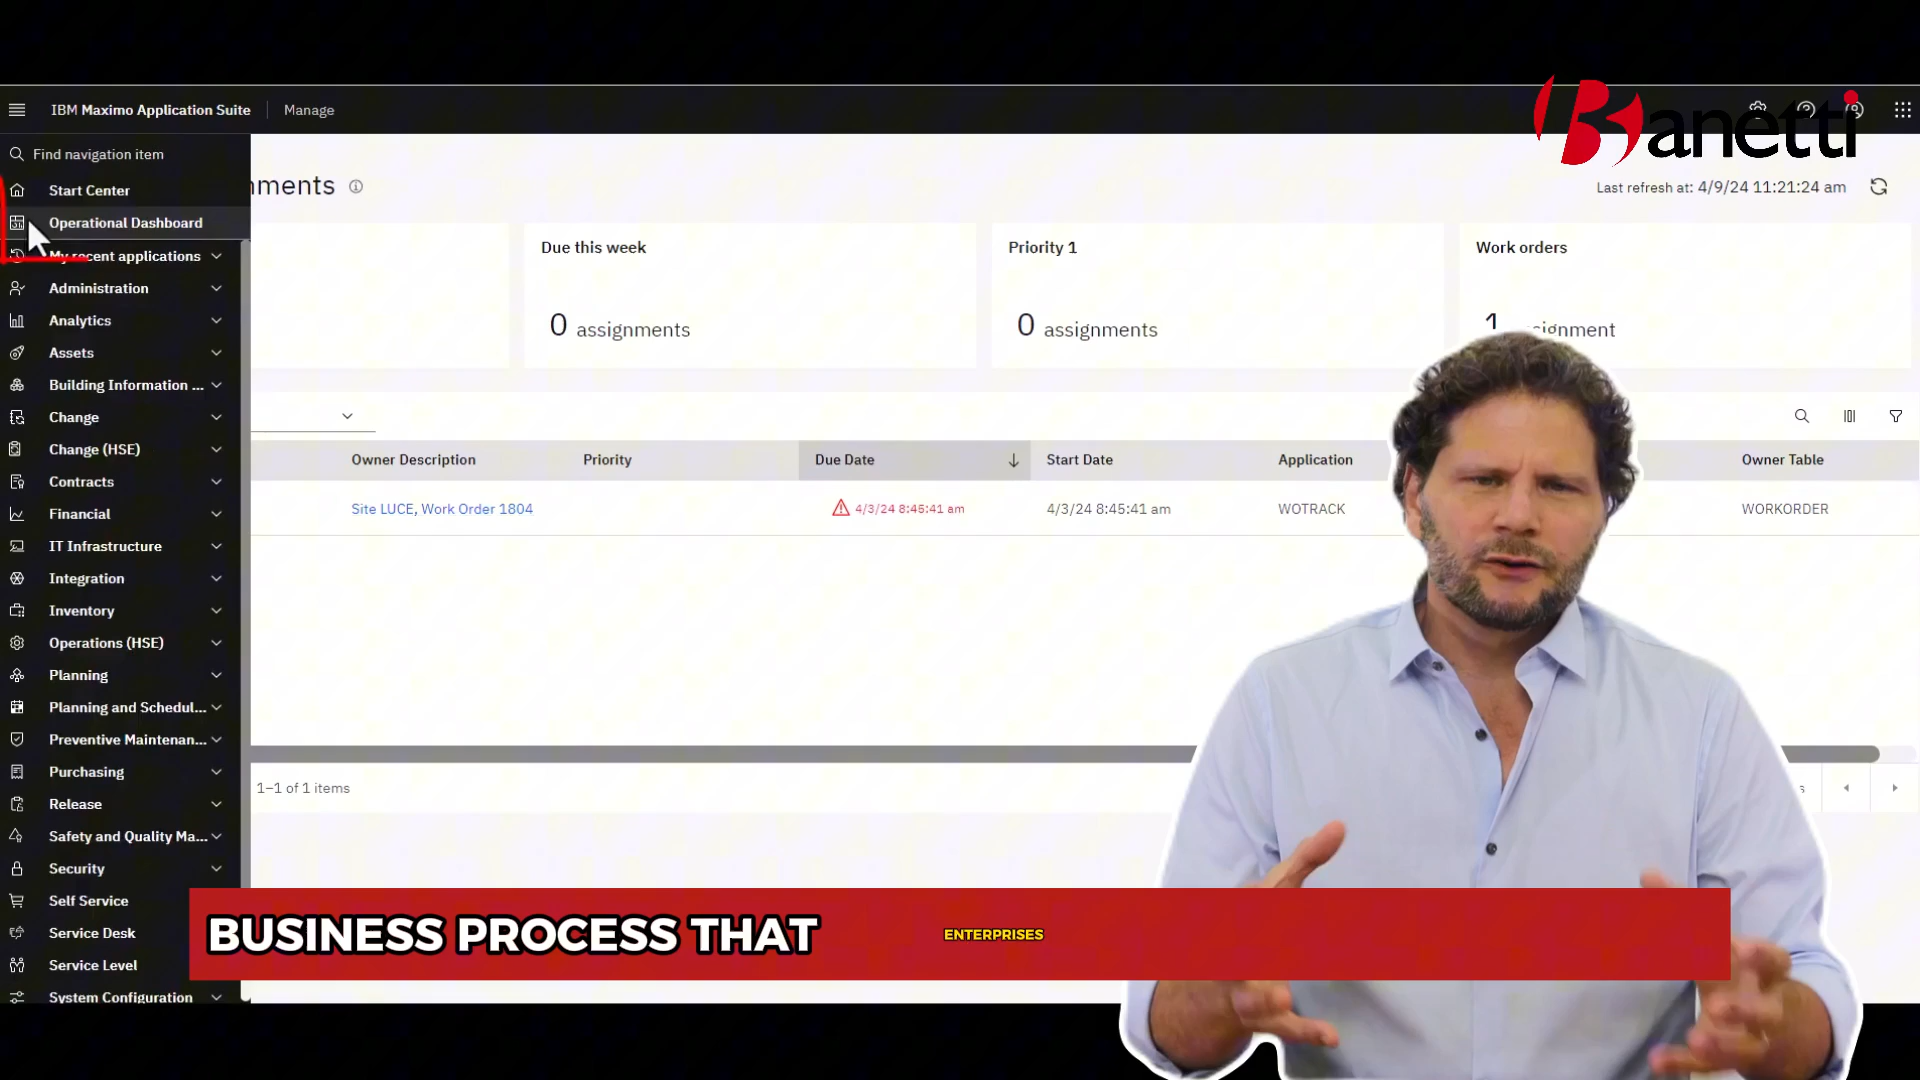 IBM Maximo Application Suite
Manage
Banetti
Find navigation item
Start Center
Operational Dashboard
My recent applications
Administration
Analytics
Assets
Building Information ...
Change
Change (HSE)
Contracts
Financial
IT Infrastructure
Integration
Inventory
Operations (HSE)
Planning
Planning and Schedul...
Preventive Maintenan...
Purchasing
Release
Safety and Quality Ma...
Security
Self Service
Service Desk
Service Level
System Configuration
nments
Last refresh at: 4/9/24 11:21:24 am
Due this week
0 assignments
Priority 1
0 assignments
Work orders
1 signment
Owner Description Priority Due Date Start Date Application Owner Table
Site LUCE, Work Order 1804 4/3/24 8:45:41 am 4/3/24 8:45:41 am WOTRACK WORKORDER
1–1 of 1 items
BUSINESS PROCESS THAT ENTERPRISES